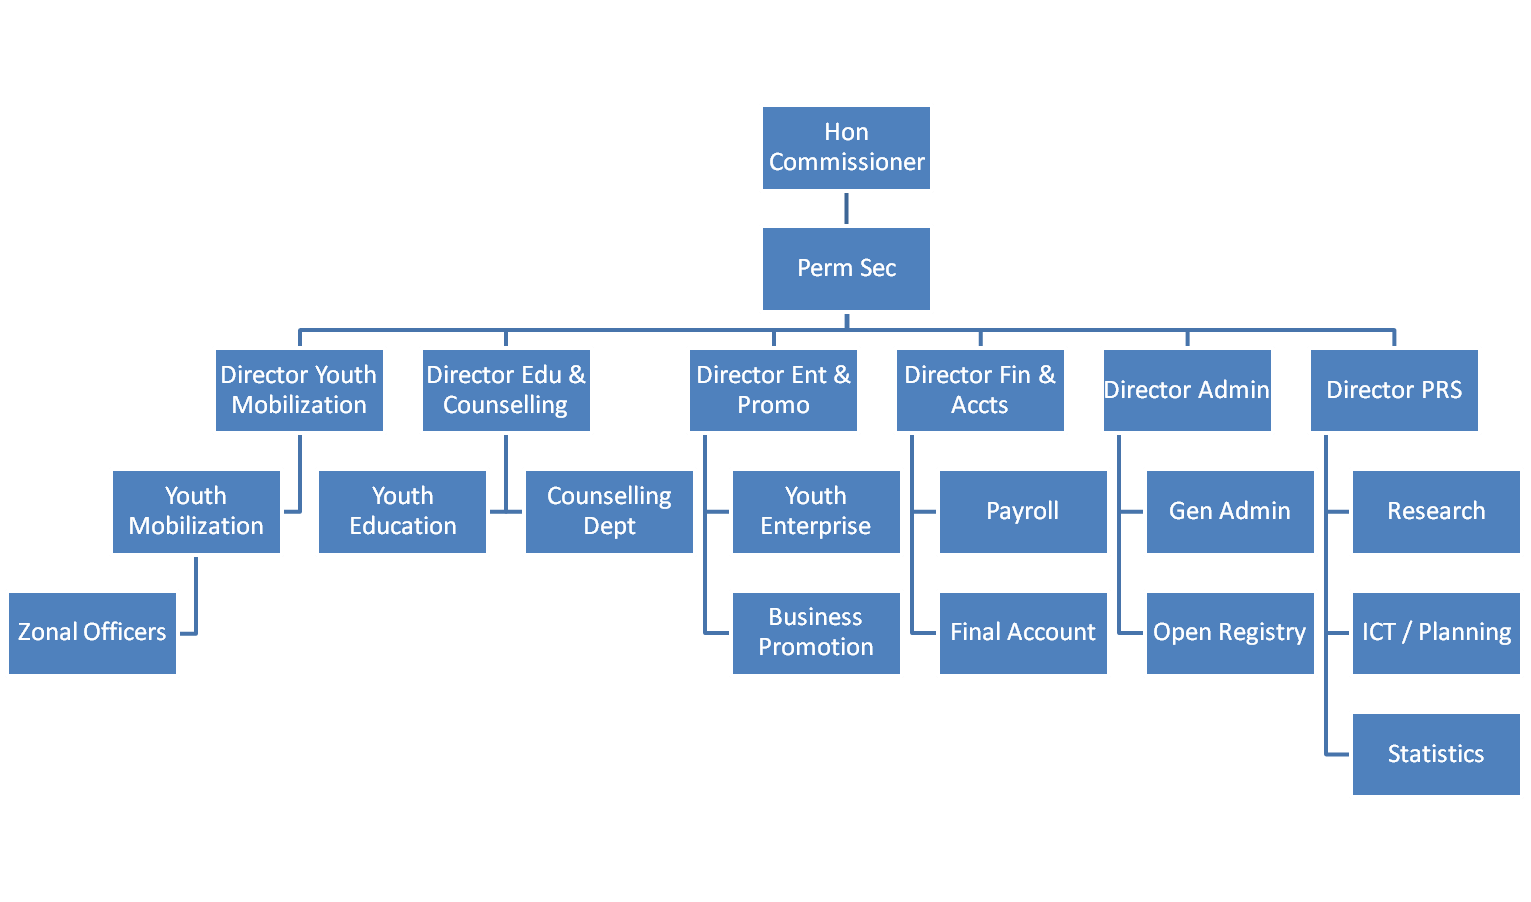 Hon
Commissioner
Perm Sec
Director Youth
Mobilization
Director Edu &
Counselling
Director Ent &
Promo
Director Fin &
Accts
Director Admin
Director PRS
Youth
Mobilization
Youth
Education
Counselling
Dept
Youth
Enterprise
Payroll
Gen Admin
Research
Zonal Officers
Business
Promotion
Final Account
Open Registry
ICT / Planning
Statistics